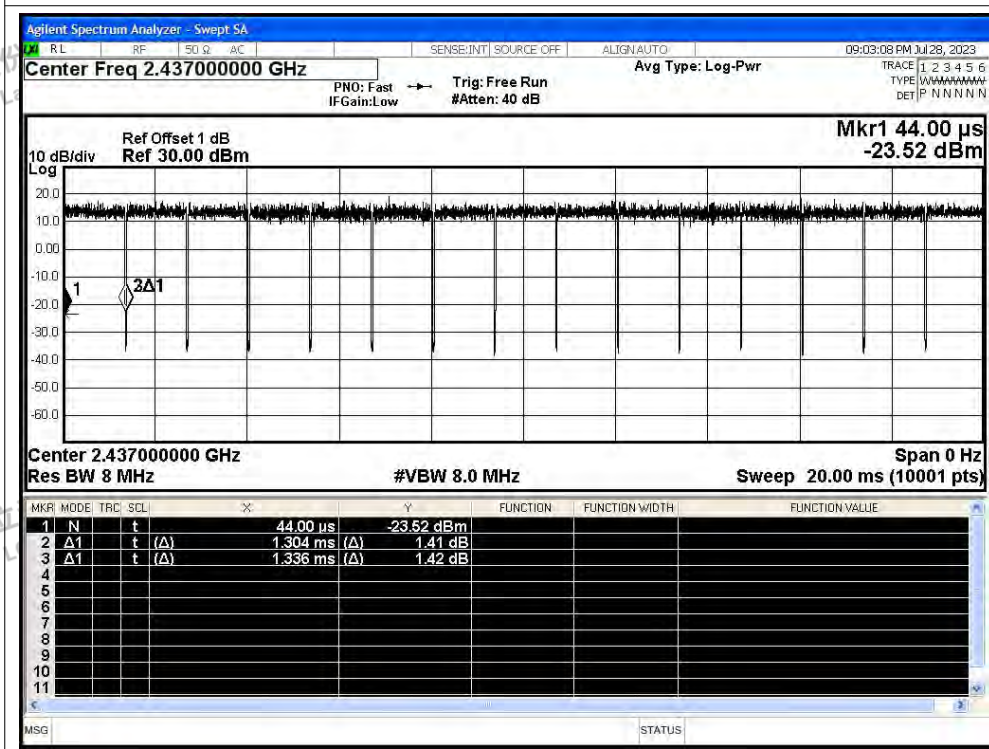 Agilent Spectrum Analyzer - Swept SA
LXI RL RF 50 Ω AC SENSE:INT SOURCE OFF ALIGN AUTO 09:03:08 PM Jul 28, 2023
Center Freq 2.437000000 GHz Avg Type: Log-Pwr TRACE 1 2 3 4 5 6
PNO: Fast Trig: Free Run TYPE
IFGain:Low #Atten: 40 dB DET P N N N N N
Mkr1 44.00 µs
-23.52 dBm
Ref Offset 1 dB
10 dB/div Ref 30.00 dBm
Log
20.0
10.0
0.00
-10.0
1 3Δ1
-20.0
-30.0
-40.0
-50.0
-60.0
Center 2.437000000 GHz Span 0 Hz
Res BW 8 MHz #VBW 8.0 MHz Sweep 20.00 ms (10001 pts)
MKR MODE TRC SCL X Y FUNCTION FUNCTION WIDTH FUNCTION VALUE
1 N t 44.00 µs -23.52 dBm
2 Δ1 t (Δ) 1.304 ms (Δ) 1.41 dB
3 Δ1 t (Δ) 1.336 ms (Δ) 1.42 dB
4
5
6
7
8
9
10
11
MSG STATUS